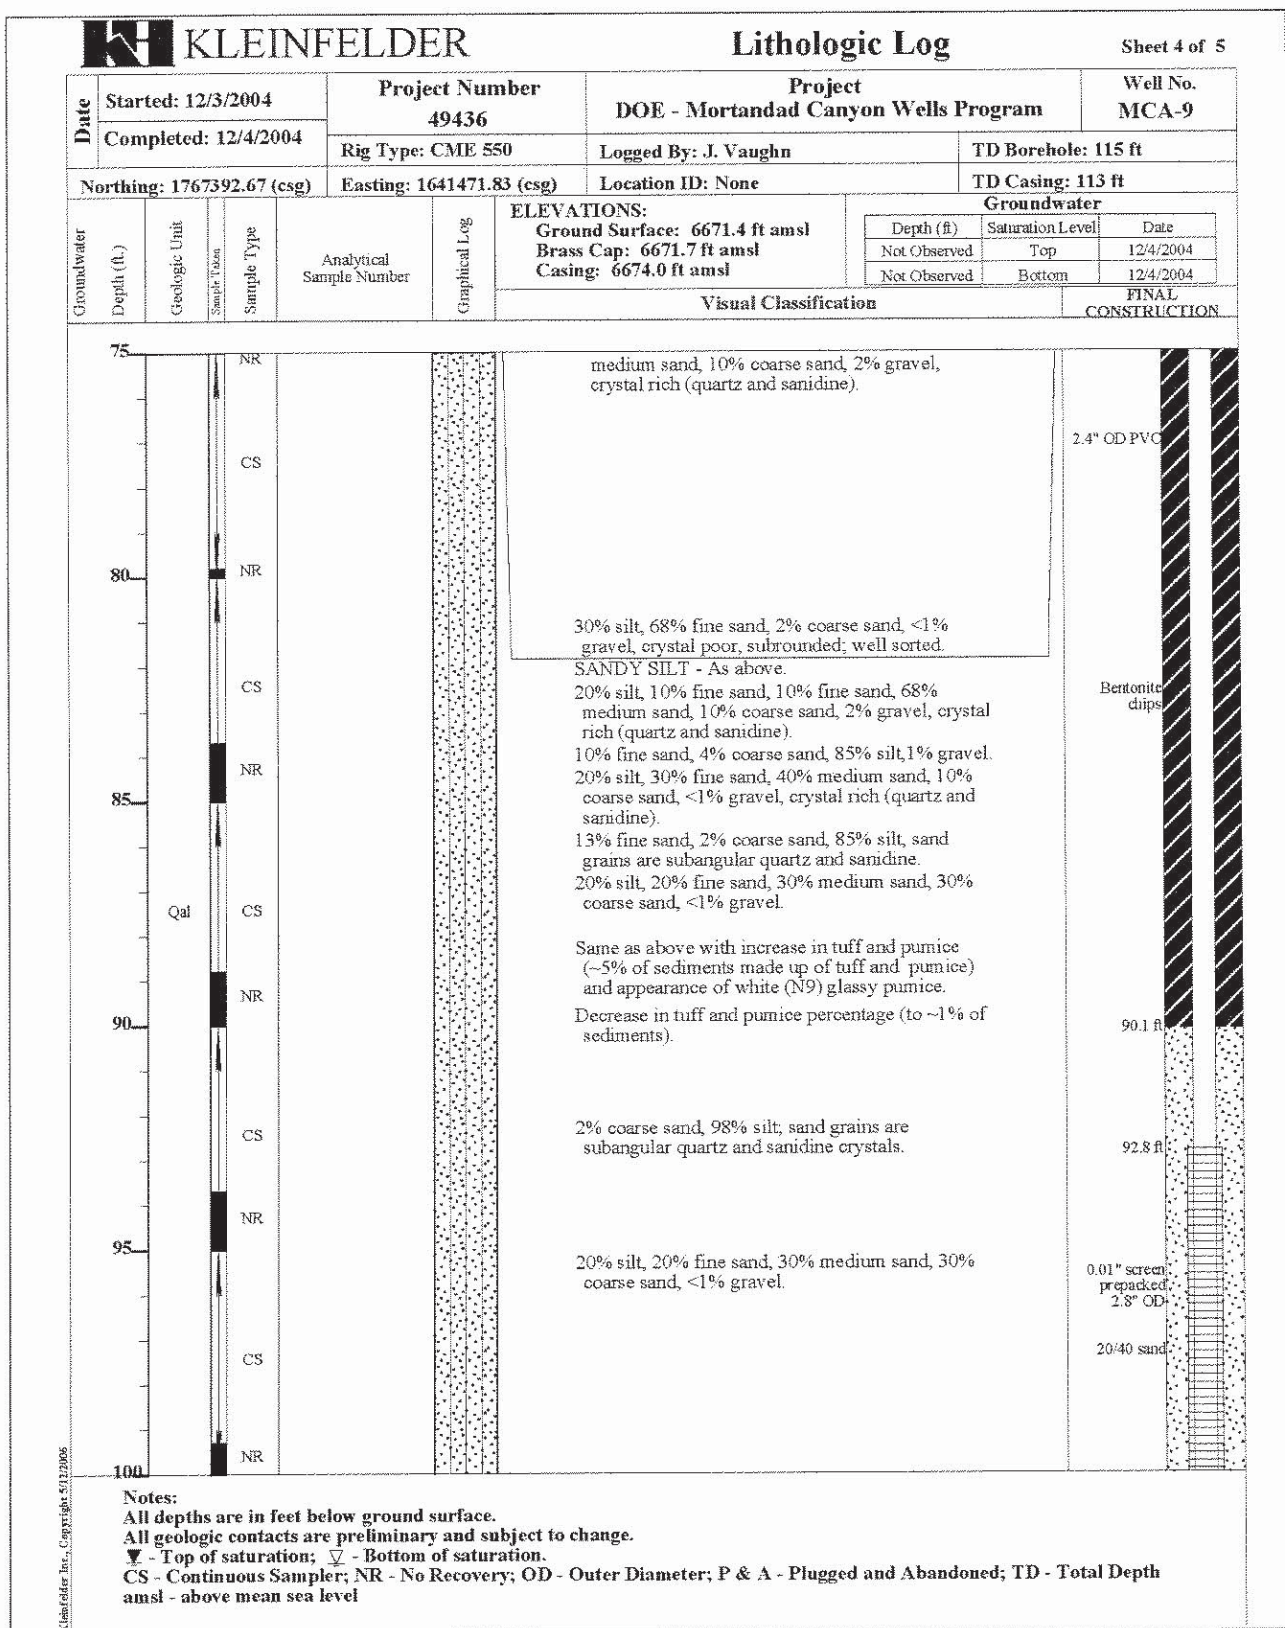 KLEINFELDER
Lithologic Log
Sheet 4 of 5
Date
Started: 12/3/2004
Completed: 12/4/2004
Project Number
49436
Project
DOE - Mortandad Canyon Wells Program
Well No.
MCA-9
Rig Type: CME 550
Logged By: J. Vaughn
TD Borehole: 115 ft
Northing: 1767392.67 (csg)
Easting: 1641471.83 (csg)
Location ID: None
TD Casing: 113 ft
Groundwater
Depth (ft.)
Geologic Unit
Sample Taken
Sample Type
Analytical
Sample Number
Graphical Log
ELEVATIONS:
Ground Surface: 6671.4 ft amsl
Brass Cap: 6671.7 ft amsl
Casing: 6674.0 ft amsl
Groundwater
Depth (ft) Saturation Level Date
Not Observed Top 12/4/2004
Not Observed Bottom 12/4/2004
Visual Classification
FINAL
CONSTRUCTION
75
NR
medium sand, 10% coarse sand, 2% gravel,
crystal rich (quartz and sanidine).
2.4" OD PVC
CS
80
NR
30% silt, 68% fine sand, 2% coarse sand, <1%
gravel, crystal poor, subrounded; well sorted.
SANDY SILT - As above.
CS
20% silt, 10% fine sand, 10% fine sand, 68%
medium sand, 10% coarse sand, 2% gravel, crystal
rich (quartz and sanidine).
Bentonite
chips
10% fine sand, 4% coarse sand, 85% silt,1% gravel.
NR
20% silt, 30% fine sand, 40% medium sand, 10%
coarse sand, <1% gravel, crystal rich (quartz and
sanidine).
85
13% fine sand, 2% coarse sand, 85% silt, sand
grains are subangular quartz and sanidine.
20% silt, 20% fine sand, 30% medium sand, 30%
coarse sand, <1% gravel.
Qal
CS
Same as above with increase in tuff and pumice
(~5% of sediments made up of tuff and pumice)
and appearance of white (N9) glassy pumice.
NR
Decrease in tuff and pumice percentage (to ~1% of
sediments).
90
90.1 ft
CS
2% coarse sand, 98% silt; sand grains are
subangular quartz and sanidine crystals.
92.8 ft
NR
95
20% silt, 20% fine sand, 30% medium sand, 30%
coarse sand, <1% gravel.
0.01" screen
prepacked
2.8" OD
20/40 sand
CS
NR
100
Notes:
All depths are in feet below ground surface.
All geologic contacts are preliminary and subject to change.
▼ - Top of saturation; ▽ - Bottom of saturation.
CS - Continuous Sampler; NR - No Recovery; OD - Outer Diameter; P & A - Plugged and Abandoned; TD - Total Depth
amsl - above mean sea level
Kleinfelder Inc., Copyright 5/12/2006